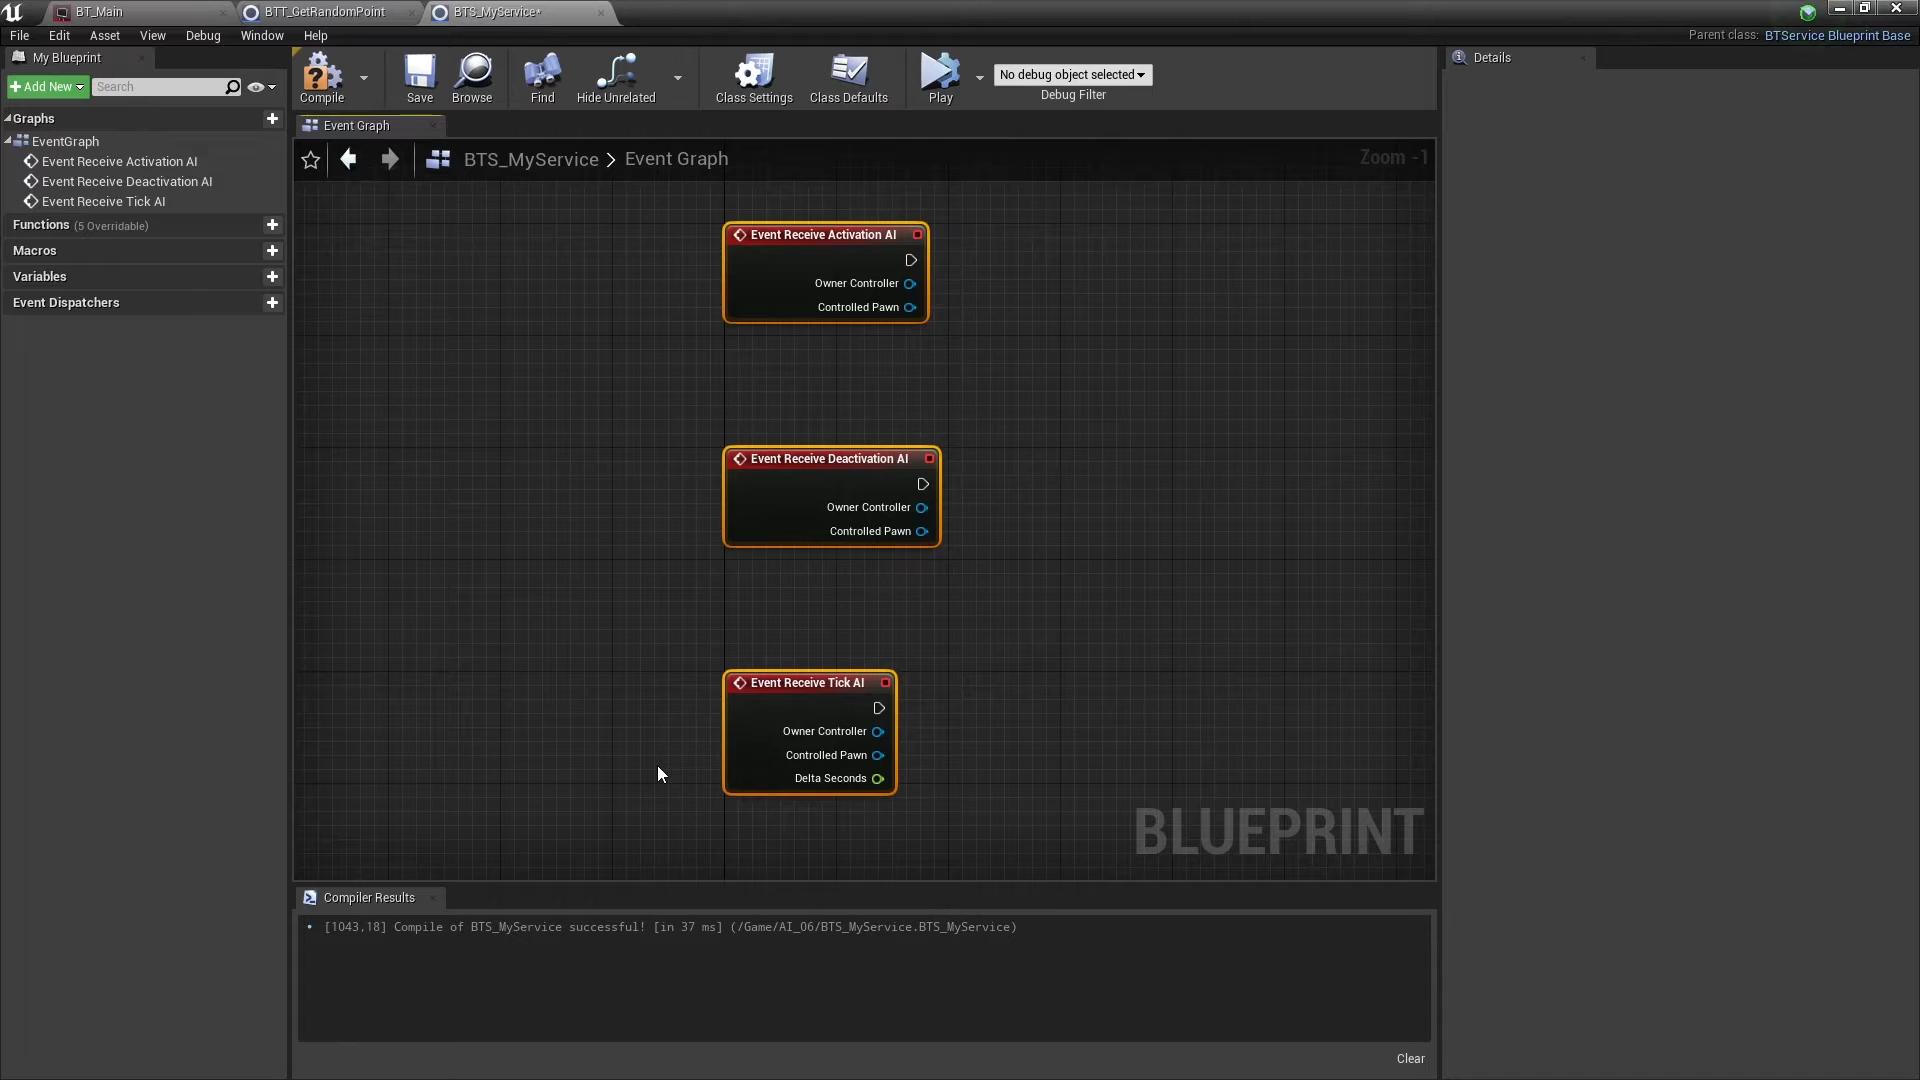 BT_Main
BTT_GetRandomPoint
BTS_MyService*
File Edit Asset View Debug Window Help
Parent class: BTService Blueprint Base
My Blueprint
Add New
Search
Compile
Save
Browse
Find
Hide Unrelated
Class Settings
Class Defaults
Play
No debug object selected
Debug Filter
Details
Graphs
EventGraph
Event Receive Activation AI
Event Receive Deactivation AI
Event Receive Tick AI
Functions (5 Overridable)
Macros
Variables
Event Dispatchers
Event Graph
BTS_MyService > Event Graph
Zoom -1
Event Receive Activation AI
Owner Controller
Controlled Pawn
Event Receive Deactivation AI
Owner Controller
Controlled Pawn
Event Receive Tick AI
Owner Controller
Controlled Pawn
Delta Seconds
BLUEPRINT
Compiler Results
[1043,18] Compile of BTS_MyService successful! [in 37 ms] (/Game/AI_06/BTS_MyService.BTS_MyService)
Clear